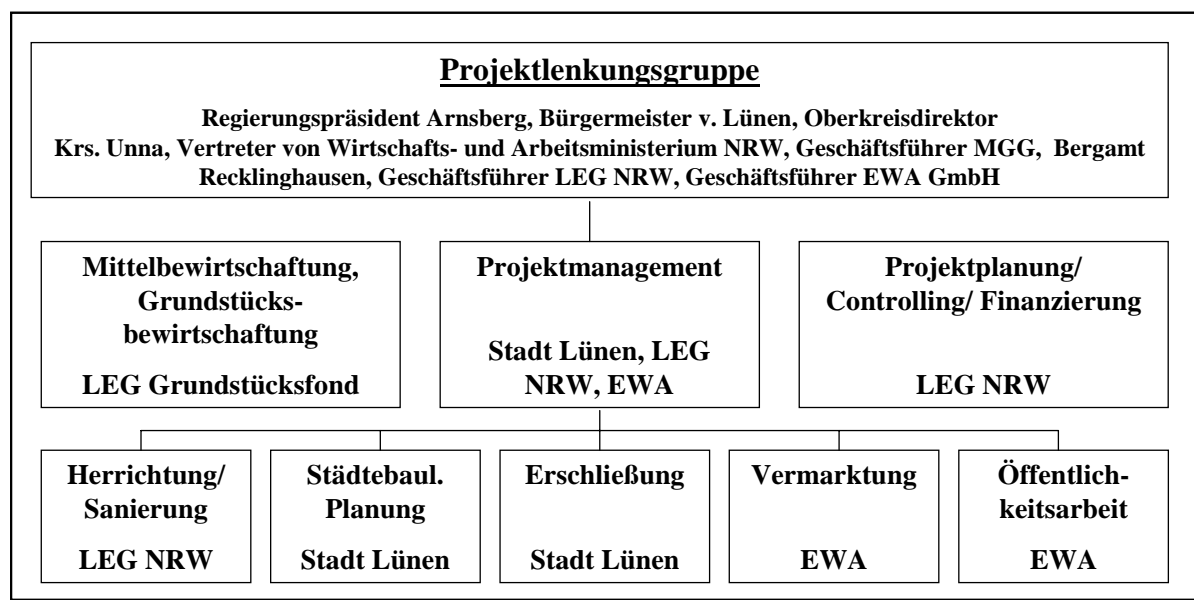 Projektlenkungsgruppe
Regierungspräsident Arnsberg, Bürgermeister v. Lünen, Oberkreisdirektor
Krs. Unna, Vertreter von Wirtschafts- und Arbeitsministerium NRW, Geschäftsführer MGG, Bergamt
Recklinghausen, Geschäftsführer LEG NRW, Geschäftsführer EWA GmbH
Mittelbewirtschaftung,
Grundstücks-
bewirtschaftung
LEG Grundstücksfond
Projektmanagement
Stadt Lünen, LEG
NRW, EWA
Projektplanung/
Controlling/ Finanzierung
LEG NRW
Herrichtung/
Sanierung
LEG NRW
Städtebaul.
Planung
Stadt Lünen
Erschließung
Stadt Lünen
Vermarktung
EWA
Öffentlich-
keitsarbeit
EWA